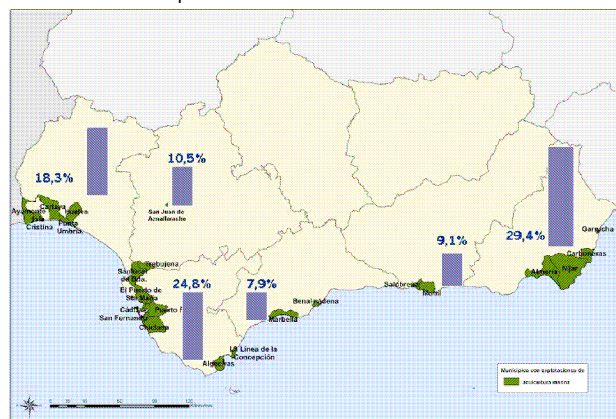 10,5%
18,3%
San Juan de
Aznalfarache
Cartaya
Huelva
Ayamonte
Isla
Cristina
Punta
Umbría
Garrucha
9,1%
29,4%
Carboneras
Níjar
Almería
Trebujena
Sanlúcar
de Bda.
24,8%
7,9%
Salobreña
Motril
El Puerto de
Sta María
Benalmádena
Cádiz
Puerto
San Fernando
Marbella
Chiclana
La Línea de la
Concepción
Algeciras
Municipios con explotaciones de
acuicultura marina